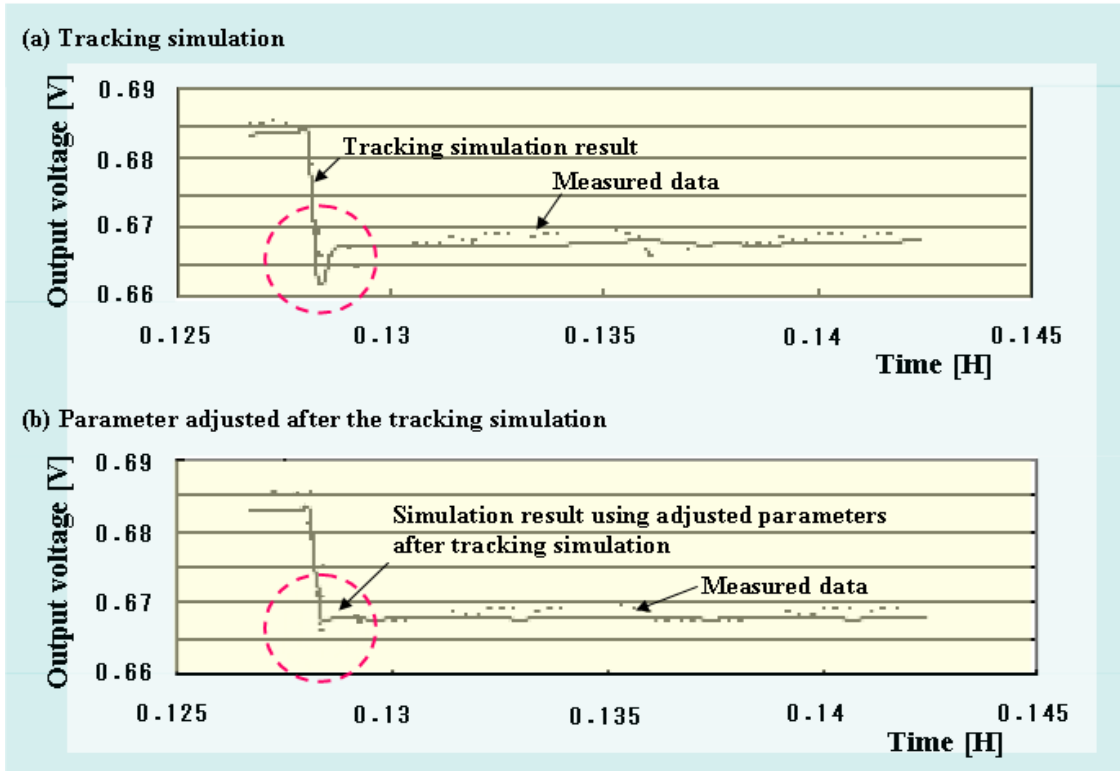 (a) Tracking simulation
Output voltage [V]
0.69
0.68
0.67
0.66
Tracking simulation result
Measured data
0.125
0.13
0.135
0.14
0.145
Time [H]
(b) Parameter adjusted after the tracking simulation
Output voltage [V]
0.69
0.68
0.67
0.66
Simulation result using adjusted parameters
after tracking simulation
Measured data
0.125
0.13
0.135
0.14
0.145
Time [H]